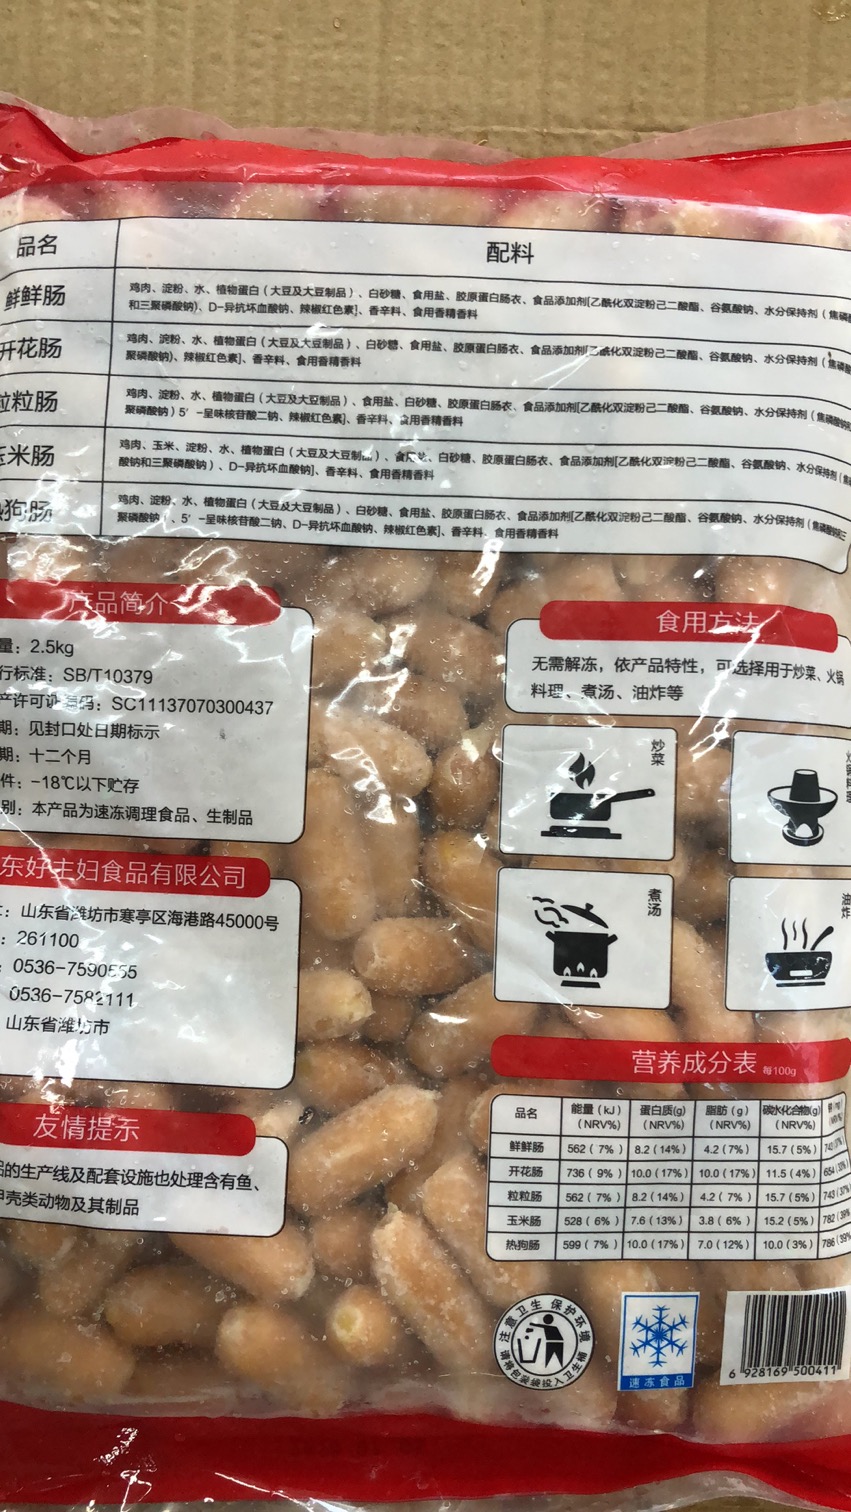 品名 配料
鲜鲜肠 鸡肉、淀粉、水、植物蛋白（大豆及大豆制品）、白砂糖、食用盐、胶原蛋白肠衣、食品添加剂[乙酰化双淀粉己二酸酯、谷氨酸钠、水分保持剂（焦磷
和三聚磷酸钠）、D-异抗坏血酸钠、辣椒红色素]、香辛料、食用香精香料
开花肠 鸡肉、淀粉、水、植物蛋白（大豆及大豆制品）、白砂糖、食用盐、胶原蛋白肠衣、食品添加剂[乙酰化双淀粉己二酸酯、谷氨酸钠、水分保持剂（焦磷
聚磷酸钠）、辣椒红色素]、香辛料、食用香精香料
粒粒肠 鸡肉、淀粉、水、植物蛋白（大豆及大豆制品）、食用盐、白砂糖、胶原蛋白肠衣、食品添加剂[乙酰化双淀粉己二酸酯、谷氨酸钠、水分保持剂（焦磷酸钠
聚磷酸钠）5′-呈味核苷酸二钠、辣椒红色素]、香辛料、食用香精香料
玉米肠 鸡肉、玉米、淀粉、水、植物蛋白（大豆及大豆制品）、食用盐、白砂糖、胶原蛋白肠衣、食品添加剂[乙酰化双淀粉己二酸酯、谷氨酸钠、水分保持剂（焦
酸钠和三聚磷酸钠）、D-异抗坏血酸钠]、香辛料、食用香精香料
狗肠 鸡肉、淀粉、水、植物蛋白（大豆及大豆制品）、白砂糖、食用盐、胶原蛋白肠衣、食品添加剂[乙酰化双淀粉己二酸酯、谷氨酸钠、水分保持剂（焦磷酸钠
聚磷酸钠）、5′-呈味核苷酸二钠、D-异抗坏血酸钠、辣椒红色素]、香辛料、食用香精香料
产品简介
量：2.5kg
行标准：SB/T10379
产许可证编码：SC11137070300437
期：见封口处日期标示
期：十二个月
件：-18℃以下贮存
别：本产品为速冻调理食品、生制品
东好主妇食品有限公司
：山东省潍坊市寒亭区海港路45000号
：261100
：0536-7590555
0536-7582111
山东省潍坊市
友情提示
的生产线及配套设施也处理含有鱼、
甲壳类动物及其制品
食用方法
无需解冻，依产品特性，可选择用于炒菜、火锅
料理、煮汤、油炸等
炒菜
火锅料理
煮汤
油炸
营养成分表 每100g
品名 能量（kJ）（NRV%） 蛋白质(g)（NRV%） 脂肪（g）（NRV%） 碳水化合物(g)（NRV%）
鲜鲜肠 562（7%） 8.2（14%） 4.2（7%） 15.7（5%） 740
开花肠 736（9%） 10.0（17%） 10.0（17%） 11.5（4%） 654
粒粒肠 562（7%） 8.2（14%） 4.2（7%） 15.7（5%） 743（37%
玉米肠 528（6%） 7.6（13%） 3.8（6%） 15.2（5%） 782（39%
热狗肠 599（7%） 10.0（17%） 7.0（12%） 10.0（3%） 786（39%
注意卫生 保护环境
请将包装袋投入卫生桶
速冻食品
6 928169 500411